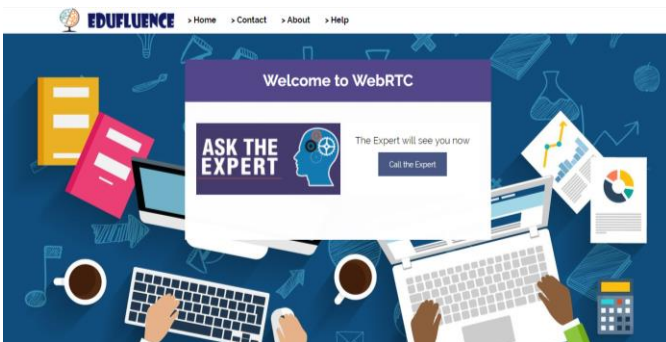 EDUFLUENCE > Home > Contact > About > Help
Welcome to WebRTC
ASK THE
EXPERT
The Expert will see you now
Call the Expert